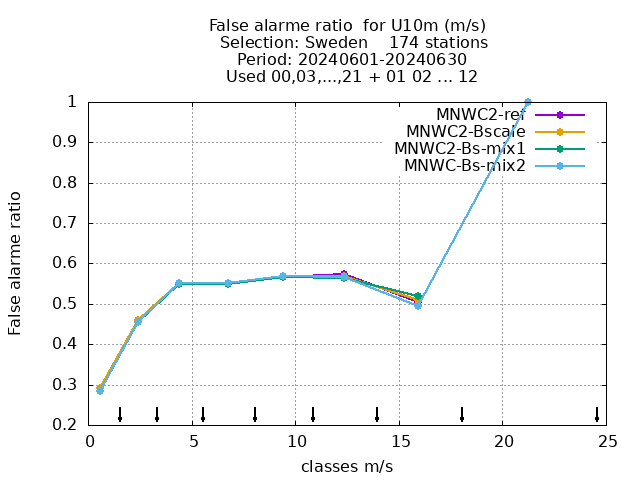 False alarme ratio  for U10m (m/s)
Selection: Sweden    174 stations
Period: 20240601-20240630
Used 00,03,...,21 + 01 02 ... 12
False alarme ratio
1
0.9
0.8
0.7
0.6
0.5
0.4
0.3
0.2
MNWC2-ref
MNWC2-Bscale
MNWC2-Bs-mix1
MNWC-Bs-mix2
0 5 10 15 20 25
classes m/s